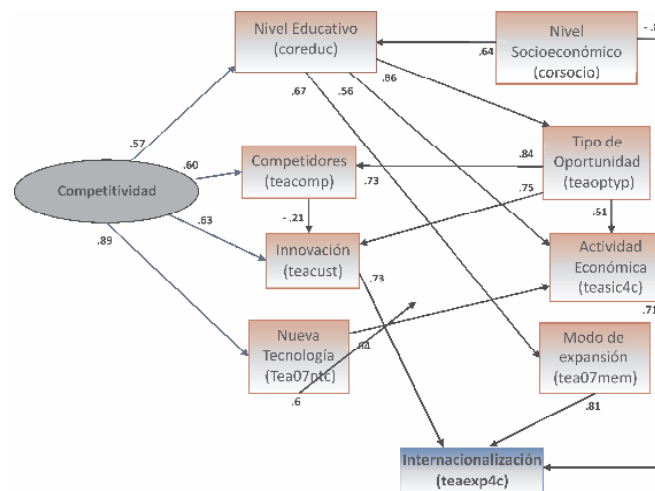 Nivel Educativo
(coreduc)
Nivel
Socioeconómico
(corsocio)
.64
.67
.56
.86
.57
.60
Competitividad
.63
.89
Competidores
(teacomp)
.73
.84
Tipo de
Oportunidad
(teaoptyp)
-.21
.75
.51
Innovación
(teacust)
.73
Actividad
Económica
(teasic4c)
.71
Nueva
Tecnología
(Tea07ptc)
.6
Modo de
expansión
(tea07mem)
.81
Internacionalización
(teaexp4c)